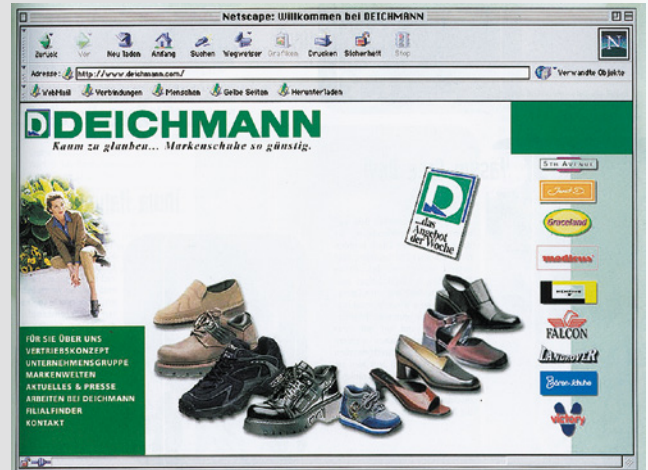 Netscape: Willkommen bei DEICHMANN
Zurück Vor Neu laden Anfang Suchen Wegweiser Grafiken Drucken Sicherheit Stop
Adresse: http://www.deichmann.com/ Verwandte Objekte
WebMail Verbindungen Menschen Gelbe Seiten Herunterladen
DEICHMANN
Kaum zu glauben... Markenschuhe so günstig.
5TH AVENUE
Graceland
medicus
FALCON
LANDROVER
Bären-Schuhe
victory
D
...das
Angebot
der Woche
FÜR SIE ÜBER UNS
VERTRIEBSKONZEPT
UNTERNEHMENSGRUPPE
MARKENWELTEN
AKTUELLES & PRESSE
ARBEITEN BEI DEICHMANN
FILIALFINDER
KONTAKT